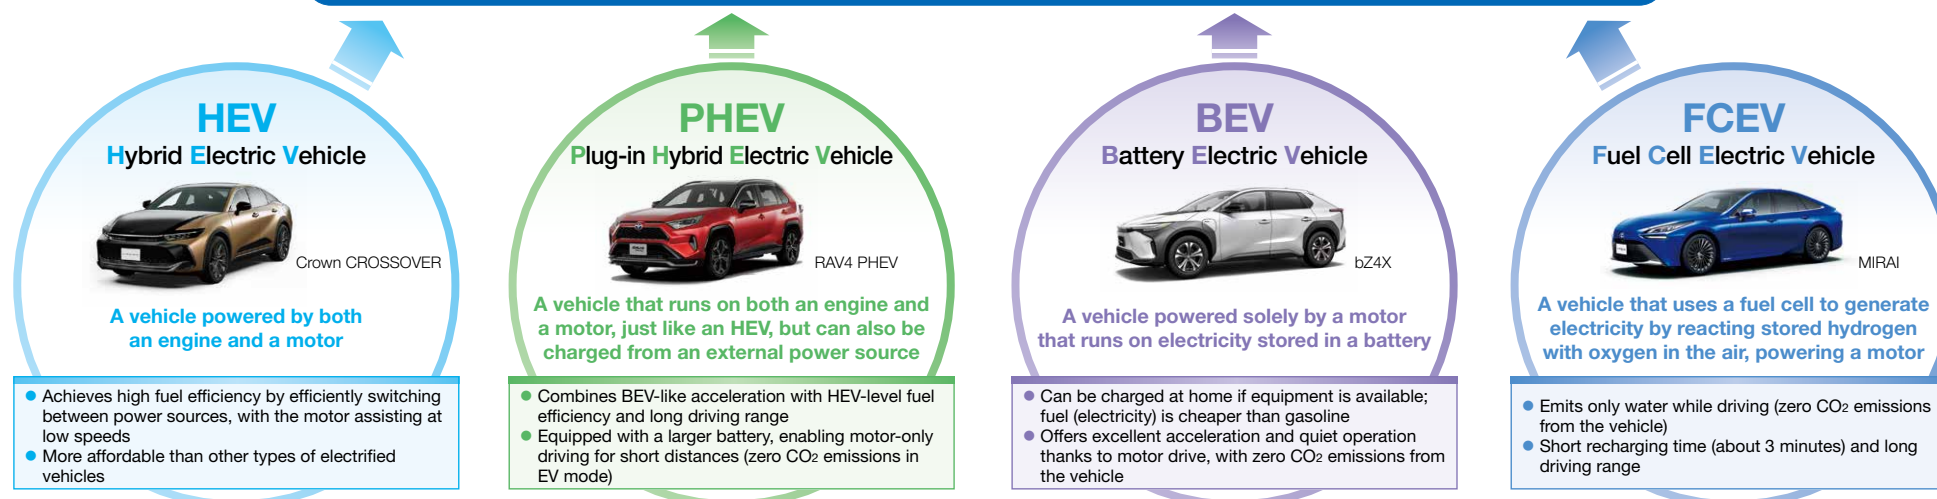 HEV
Hybrid Electric Vehicle
Crown CROSSOVER
A vehicle powered by both
an engine and a motor
● Achieves high fuel efficiency by efficiently switching
between power sources, with the motor assisting at
low speeds
● More affordable than other types of electrified
vehicles
PHEV
Plug-in Hybrid Electric Vehicle
RAV4 PHEV
A vehicle that runs on both an engine and
a motor, just like an HEV, but can also be
charged from an external power source
● Combines BEV-like acceleration with HEV-level fuel
efficiency and long driving range
● Equipped with a larger battery, enabling motor-only
driving for short distances (zero CO2 emissions in
EV mode)
BEV
Battery Electric Vehicle
bZ4X
A vehicle powered solely by a motor
that runs on electricity stored in a battery
● Can be charged at home if equipment is available;
fuel (electricity) is cheaper than gasoline
● Offers excellent acceleration and quiet operation
thanks to motor drive, with zero CO2 emissions from
the vehicle
FCEV
Fuel Cell Electric Vehicle
MIRAI
A vehicle that uses a fuel cell to generate
electricity by reacting stored hydrogen
with oxygen in the air, powering a motor
● Emits only water while driving (zero CO2 emissions
from the vehicle)
● Short recharging time (about 3 minutes) and long
driving range